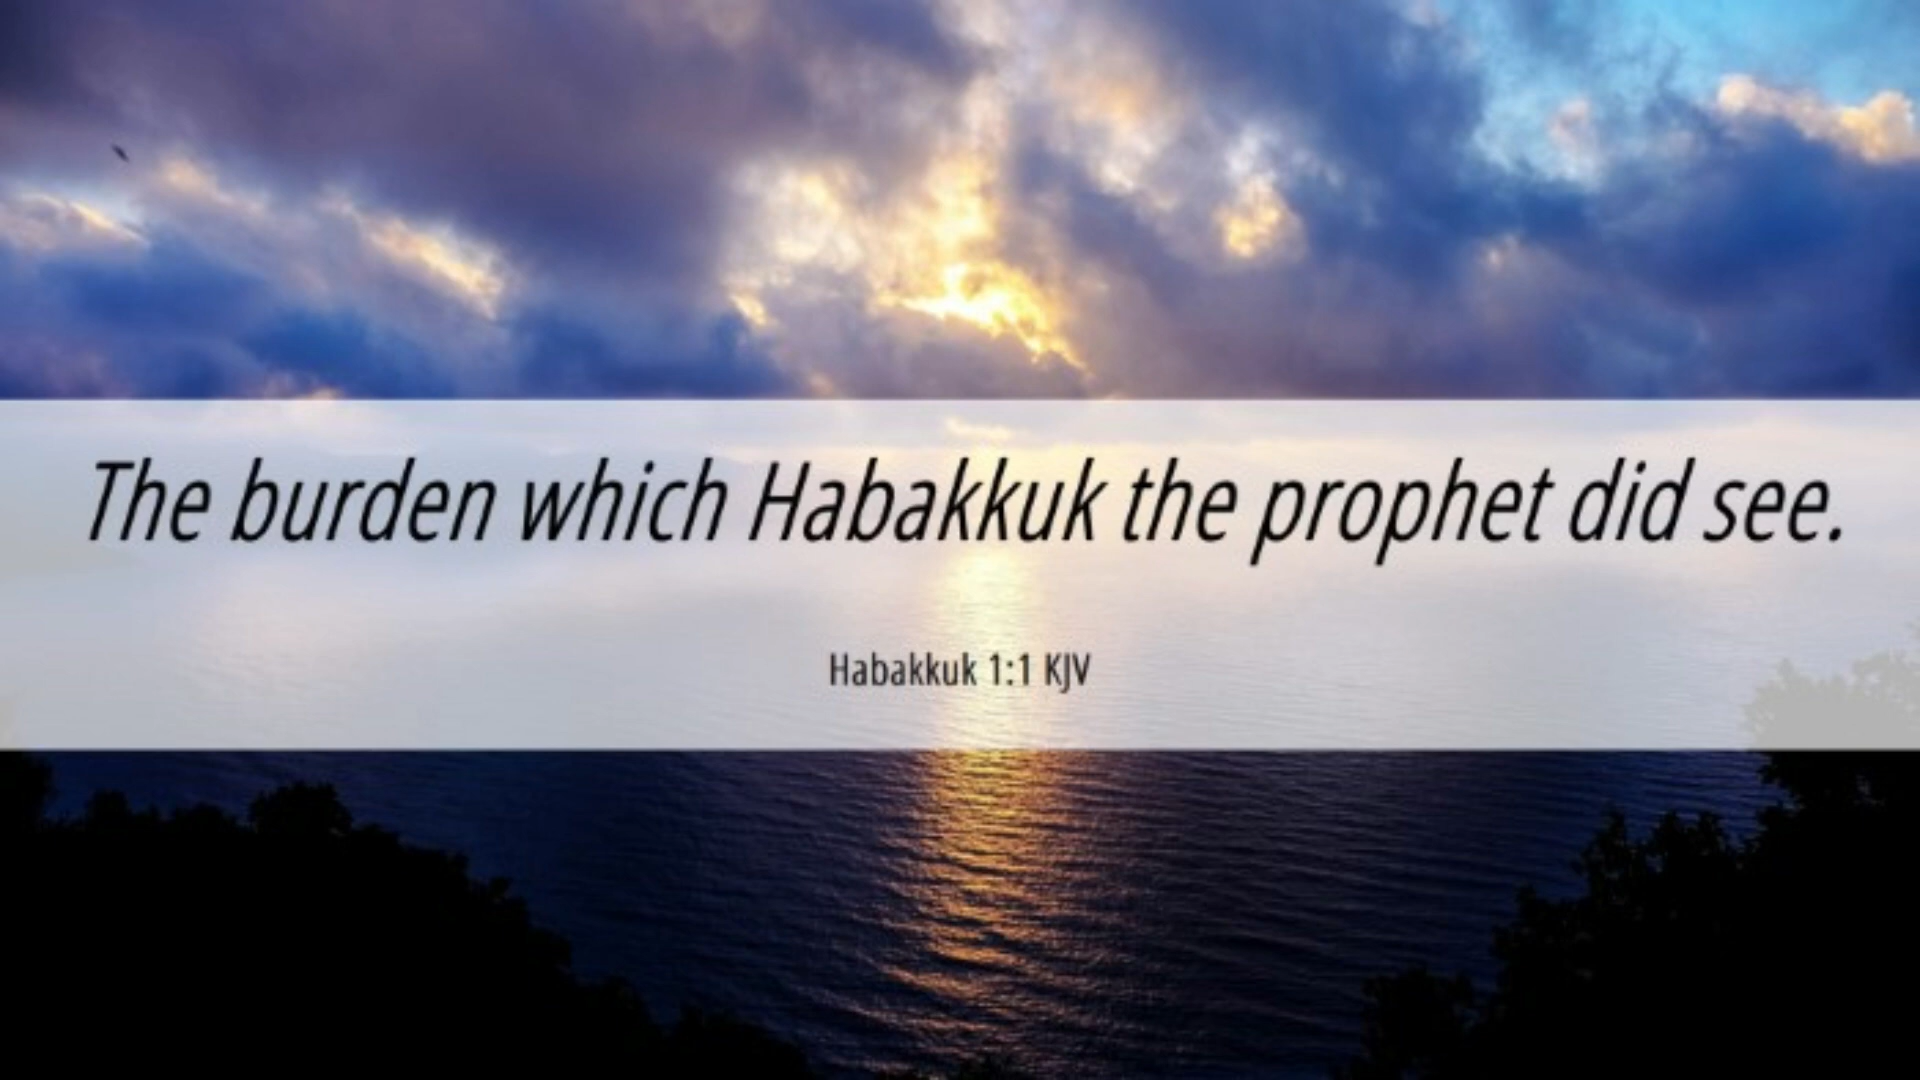 The burden which Habakkuk the prophet did see.
Habakkuk 1:1 KJV